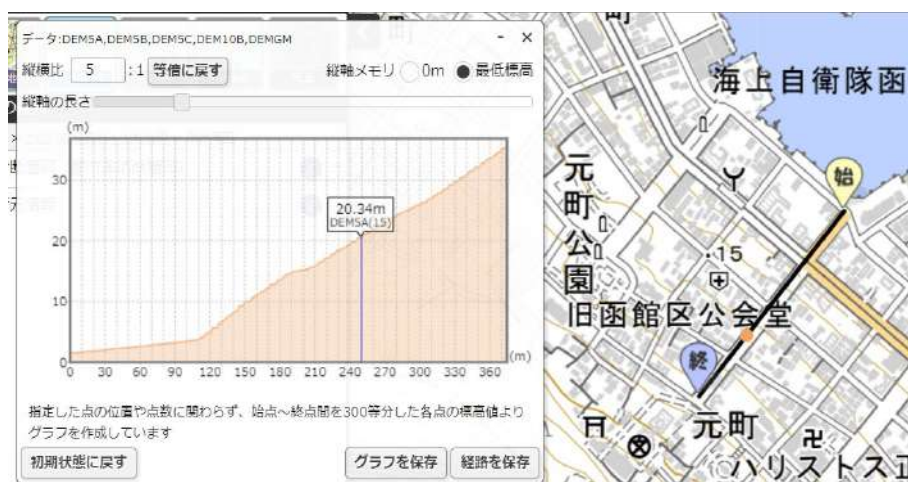 データ:DEM5A,DEM5B,DEM5C,DEM10B,DEMGM
- ×
縦横比 5 : 1 等倍に戻す 縦軸メモリ 0m 最低標高
縦軸の長さ
(m)
30
20
10
0
20.34m
DEM5A(15)
0 30 60 90 120 150 180 210 240 270 300 330 360
(m)
指定した点の位置や点数に関わらず、始点~終点間を300等分した各点の標高値より
グラフを作成しています
初期状態に戻す グラフを保存 経路を保存
町
海上自衛隊函
始
元町公園
.15
旧函館区公会堂
終
元町
ハリストス正